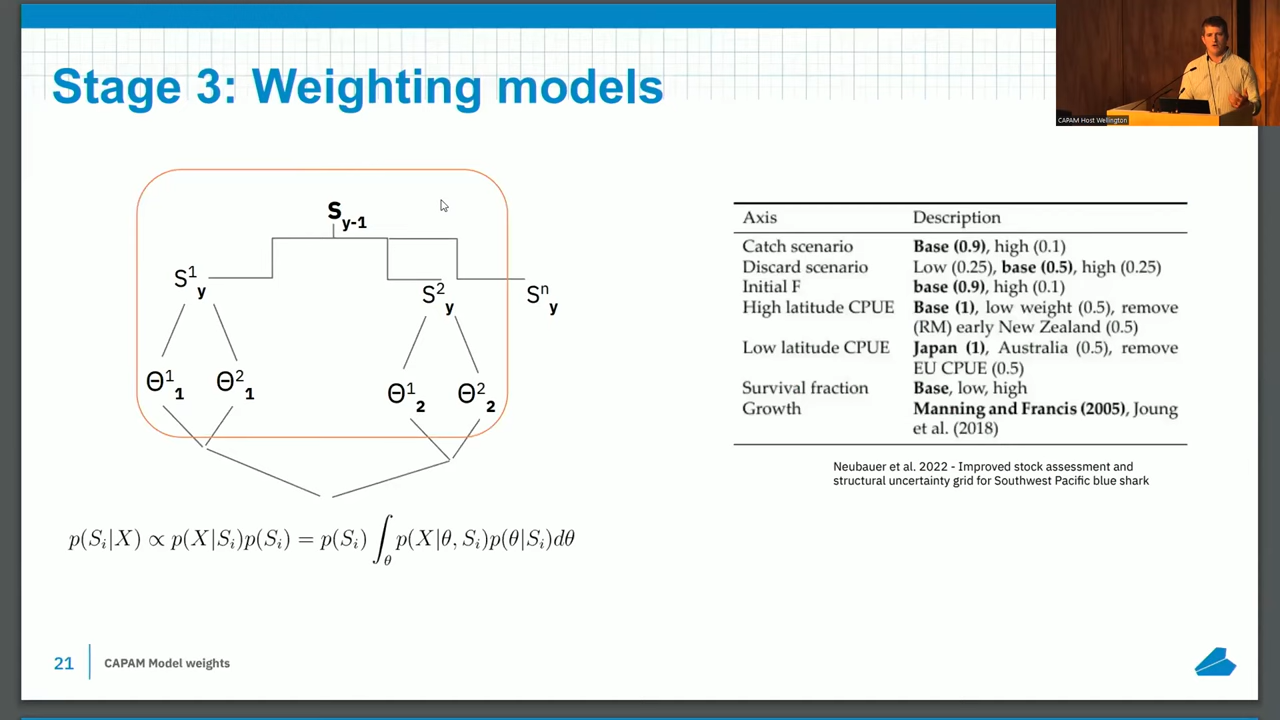 Stage 3: Weighting models
CAPAM Host Wellington
S y-1
S¹ y
S² y
Sⁿ y
Θ¹ 1
Θ² 1
Θ¹ 2
Θ² 2
p(Sᵢ|X) ∝ p(X|Sᵢ)p(Sᵢ) = p(Sᵢ) ∫θ p(X|θ, Sᵢ)p(θ|Sᵢ)dθ
Axis Description
Catch scenario Base (0.9), high (0.1)
Discard scenario Low (0.25), base (0.5), high (0.25)
Initial F base (0.9), high (0.1)
High latitude CPUE Base (1), low weight (0.5), remove
(RM) early New Zealand (0.5)
Low latitude CPUE Japan (1), Australia (0.5), remove
EU CPUE (0.5)
Survival fraction Base, low, high
Growth Manning and Francis (2005), Joung
et al. (2018)
Neubauer et al. 2022 - Improved stock assessment and
structural uncertainty grid for Southwest Pacific blue shark
21 CAPAM Model weights